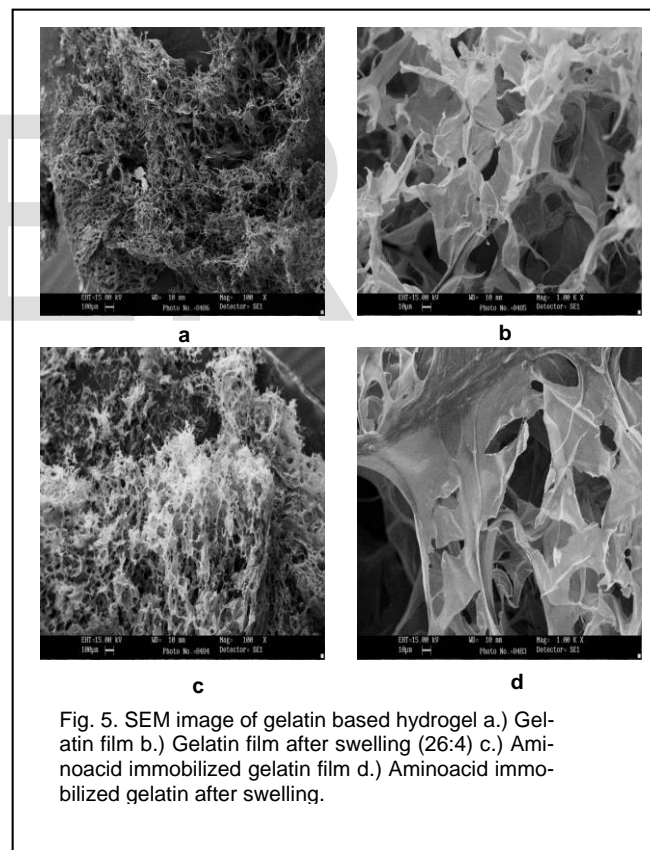 EHT=15.00 kV WD= 10 mm Mag= 100 X
100µm Photo No.=8486 Detector= SE1
EHT=15.00 kV WD= 10 mm Mag= 1.00 K X
10µm Photo No.=8485 Detector= SE1
a
b
EHT=15.00 kV WD= 10 mm Mag= 100 X
100µm Photo No.=8484 Detector= SE1
EHT=15.00 kV WD= 10 mm Mag= 1.00 K X
10µm Photo No.=8483 Detector= SE1
c
d
Fig. 5. SEM image of gelatin based hydrogel a.) Gel-
atin film b.) Gelatin film after swelling (26:4) c.) Ami-
noacid immobilized gelatin film d.) Aminoacid immo-
bilized gelatin after swelling.